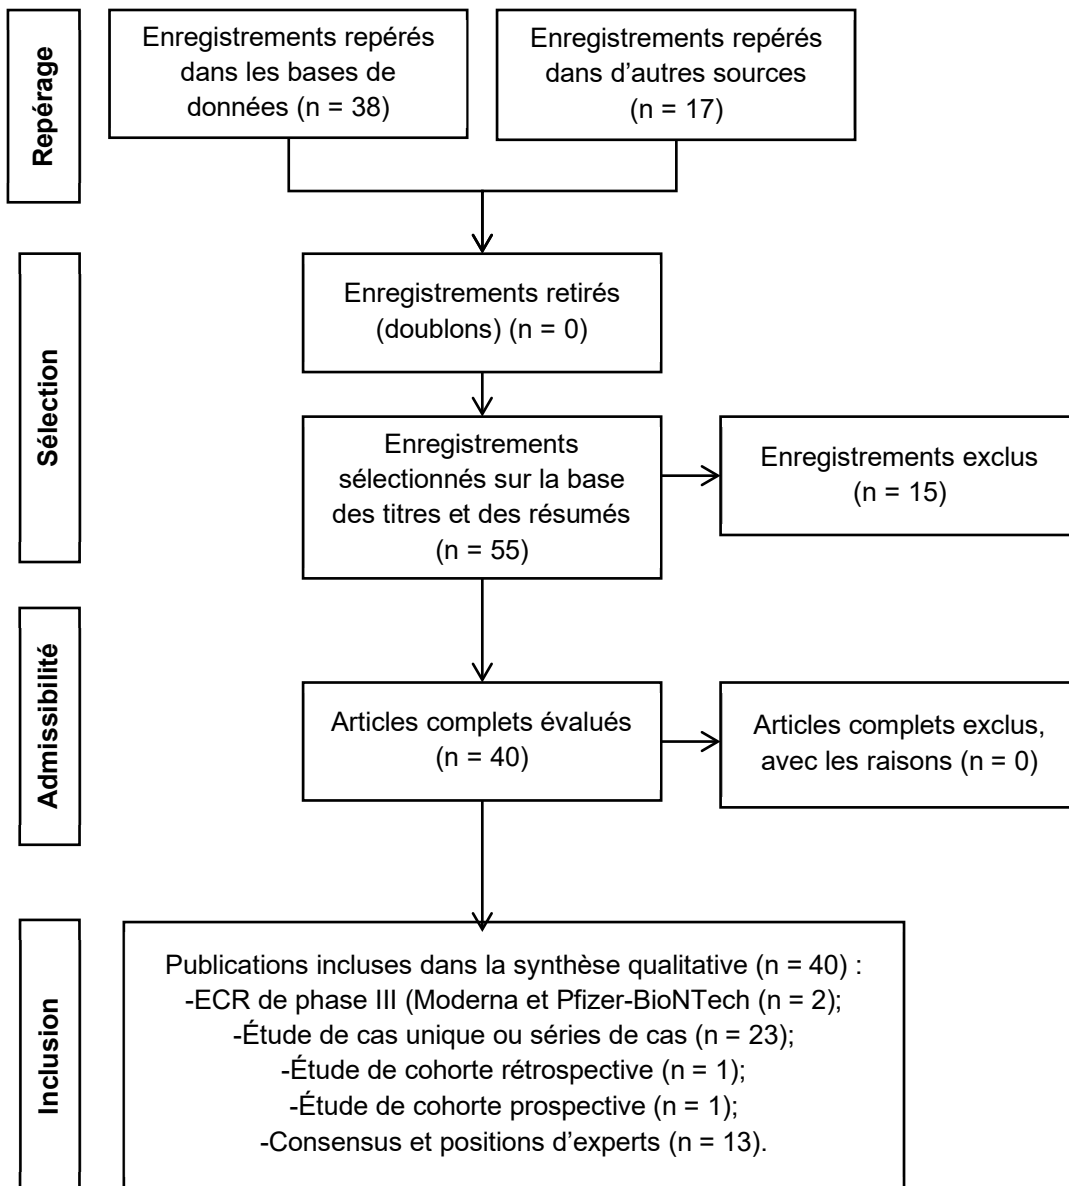 Repérage
Enregistrements repérés
dans les bases de
données (n = 38)
Enregistrements repérés
dans d’autres sources
(n = 17)
Sélection
Enregistrements retirés
(doublons) (n = 0)
Enregistrements
sélectionnés sur la base
des titres et des résumés
(n = 55)
Enregistrements exclus
(n = 15)
Admissibilité
Articles complets évalués
(n = 40)
Articles complets exclus,
avec les raisons (n = 0)
Inclusion
Publications incluses dans la synthèse qualitative (n = 40) :
-ECR de phase III (Moderna et Pfizer-BioNTech (n = 2);
-Étude de cas unique ou séries de cas (n = 23);
-Étude de cohorte rétrospective (n = 1);
-Étude de cohorte prospective (n = 1);
-Consensus et positions d’experts (n = 13).